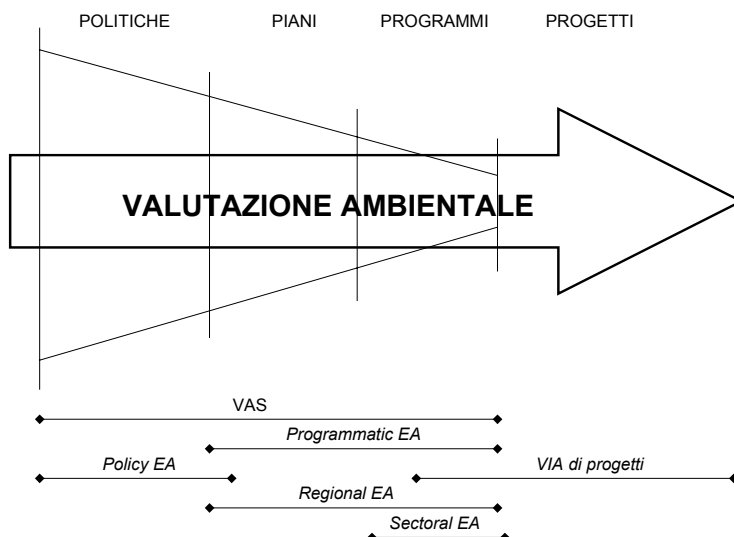 POLITICHE PIANI PROGRAMMI PROGETTI
VALUTAZIONE AMBIENTALE
VAS
Programmatic EA
Policy EA VIA di progetti
Regional EA
Sectoral EA